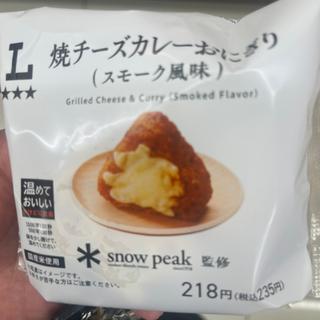 L
★★★
焼チーズカレーおにぎり
(スモーク風味)
Grilled Cheese & Curry (Smoked Flavor)
温めて
おいしい
国産米使用
snow peak 監修
218円(税込235円)